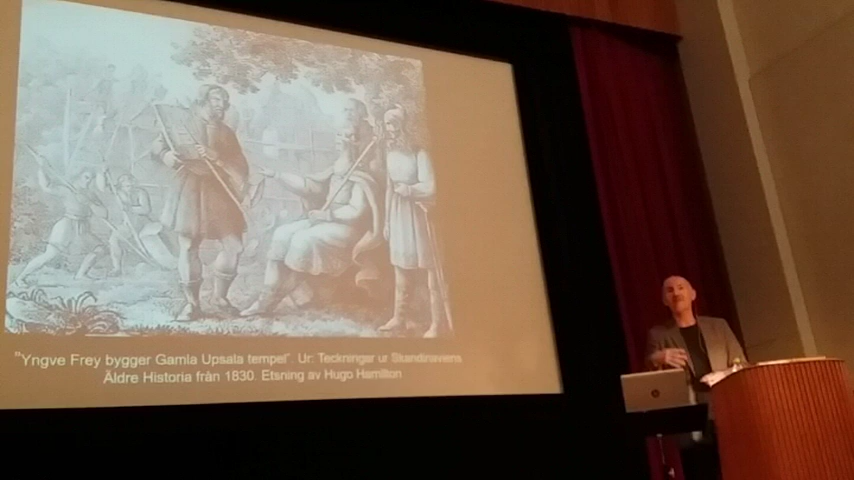 "Yngve Frey bygger Gamla Upsala tempel". Ur: Teckningar ur Skandinaviens
Äldre Historia från 1830. Etsning av Hugo Hamilton